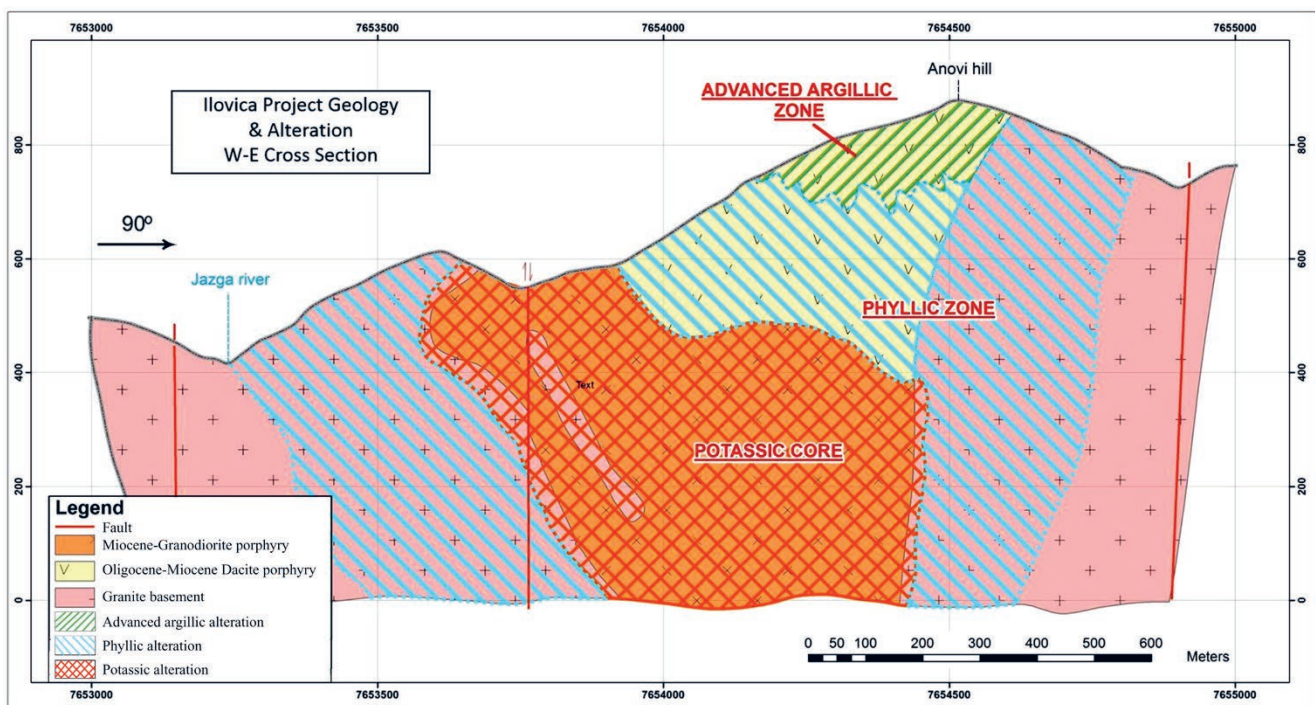 7653000 7653500 7654000 7654500 7655000
Anovi hill
ADVANCED ARGILLIC
ZONE
Ilovica Project Geology
& Alteration
W-E Cross Section
800 800
90º
600 600
Jazga river
PHYLLIC ZONE
400 400
Text
POTASSIC CORE
200 200
Legend
Fault
Miocene-Granodiorite porphyry
Oligocene-Miocene Dacite porphyry
Granite basement
Advanced argillic alteration
Phyllic alteration
Potassic alteration
0 0
0 50 100 200 300 400 500 600
Meters
7653000 7653500 7654000 7654500 7655000